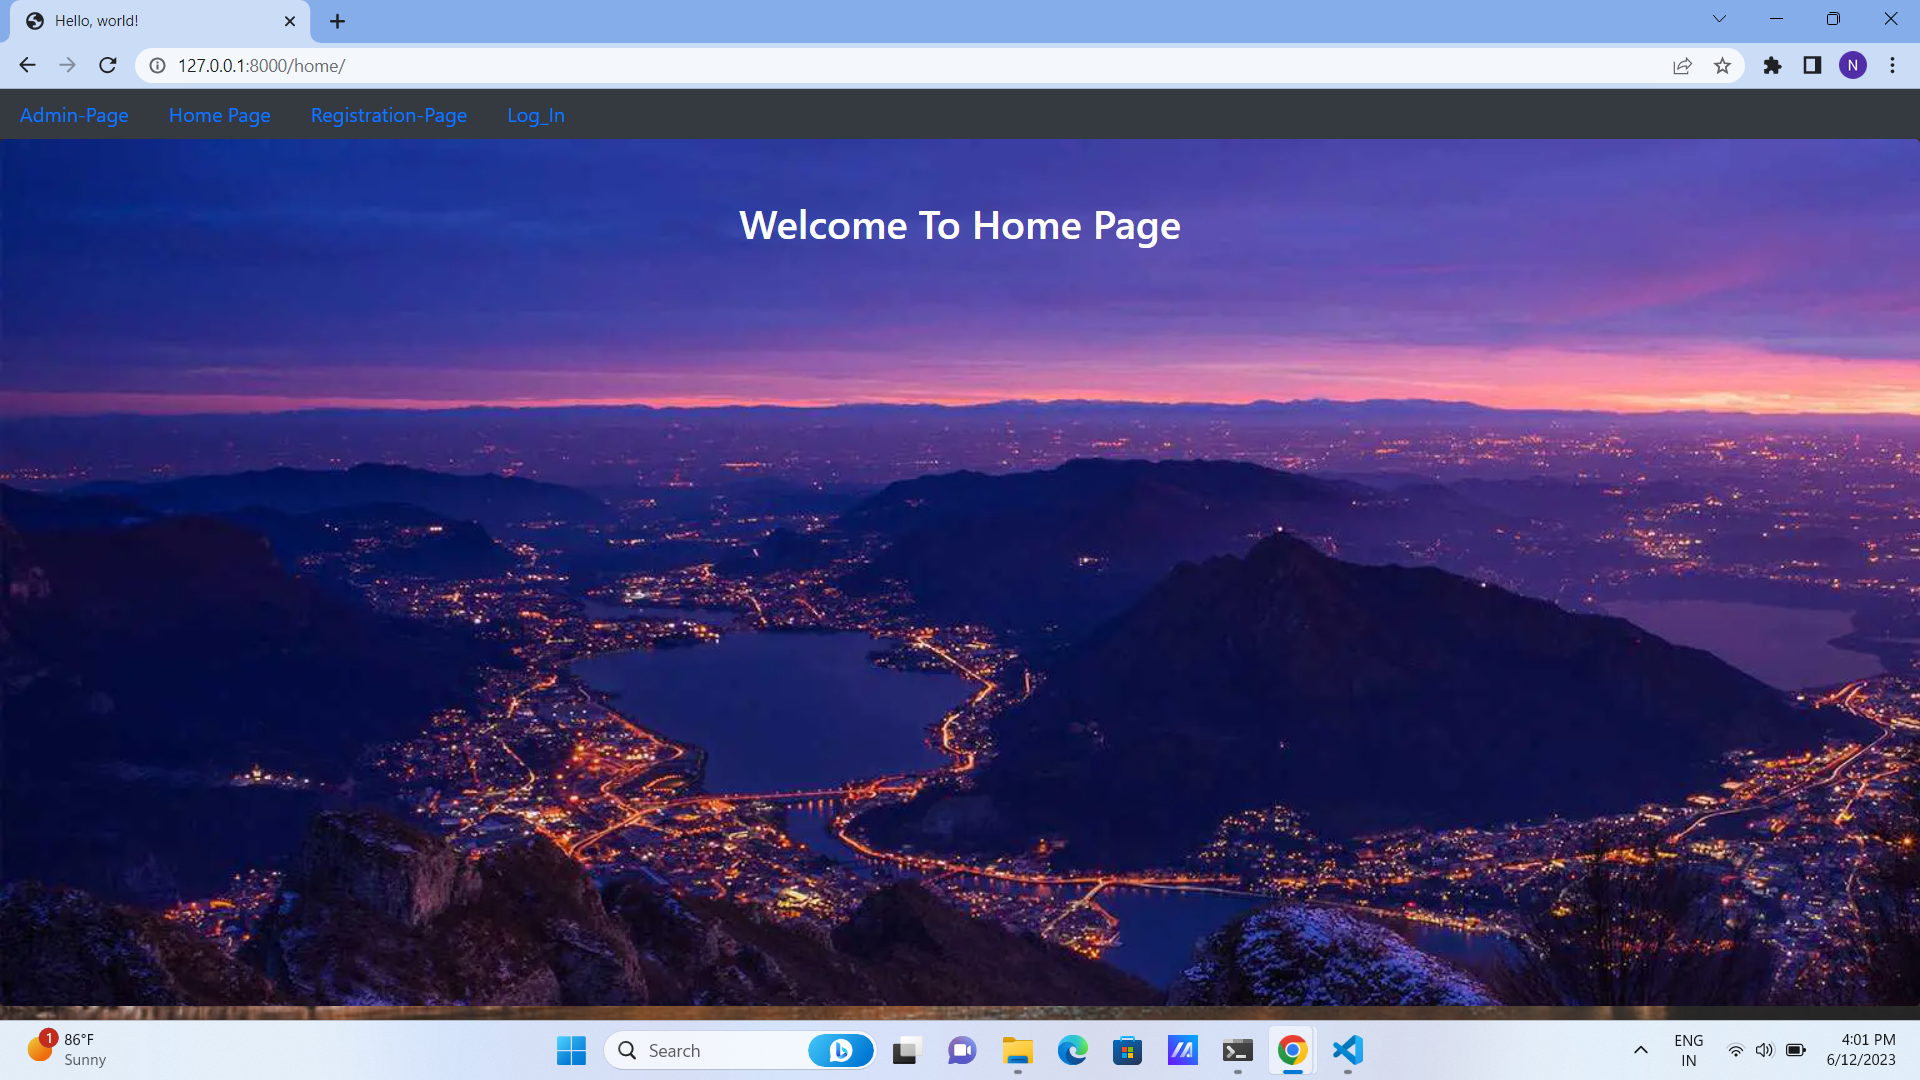 Hello, world!
127.0.0.1:8000/home/
N
Admin-Page
Home Page
Registration-Page
Log_In
Welcome To Home Page
1
86°F
Sunny
Search
ENG
IN
4:01 PM
6/12/2023